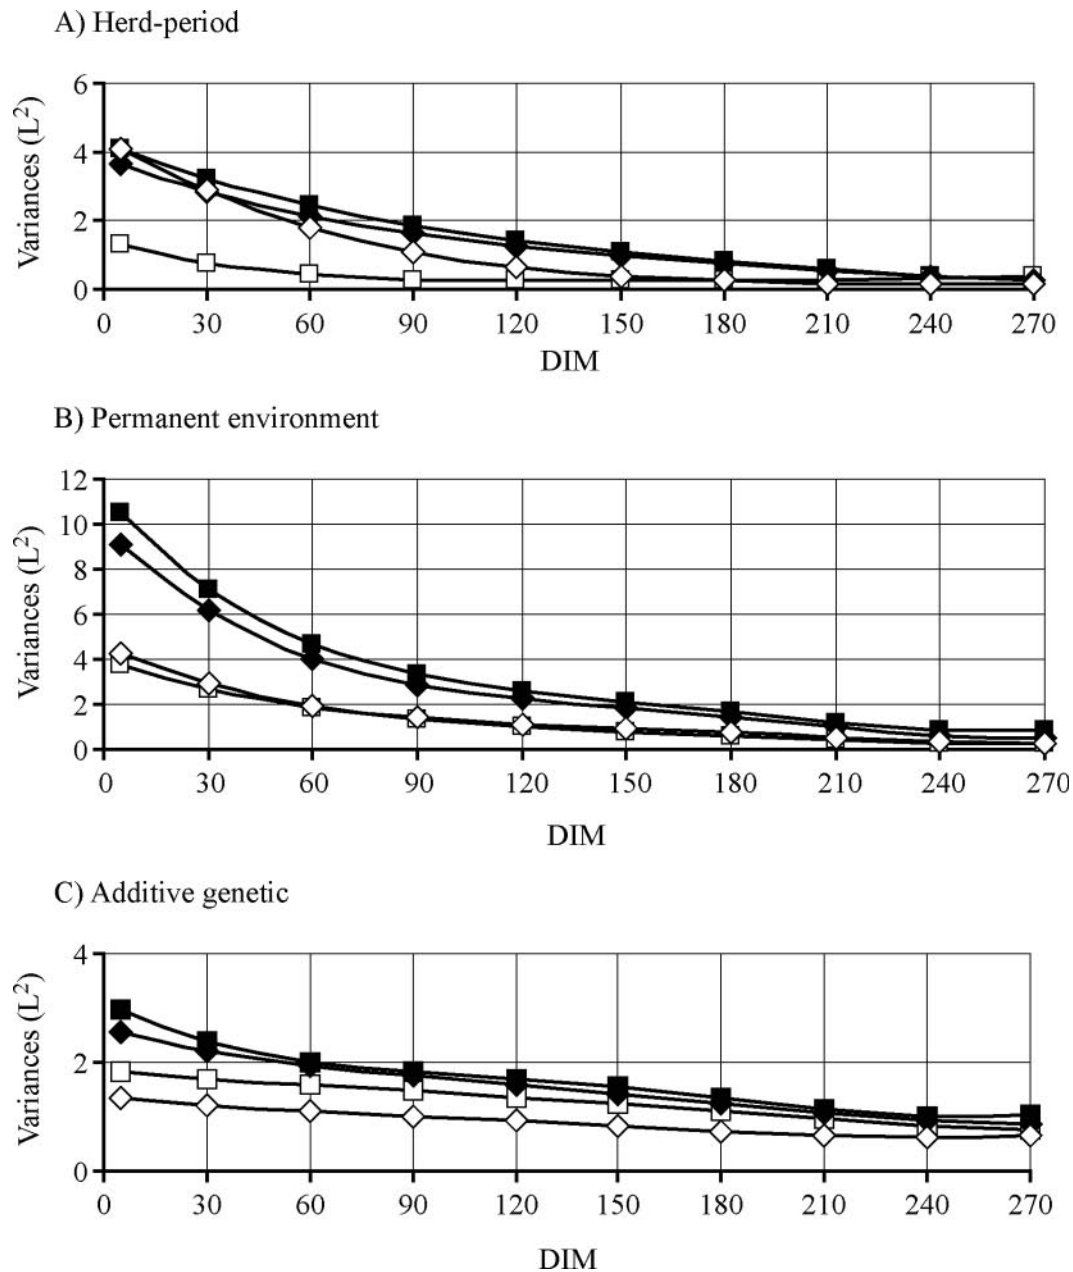 A) Herd-period
6
4
2
0
Variances (L²)
0 30 60 90 120 150 180 210 240 270
DIM
B) Permanent environment
12
10
8
6
4
2
0
Variances (L²)
0 30 60 90 120 150 180 210 240 270
DIM
C) Additive genetic
4
2
0
Variances (L²)
0 30 60 90 120 150 180 210 240 270
DIM